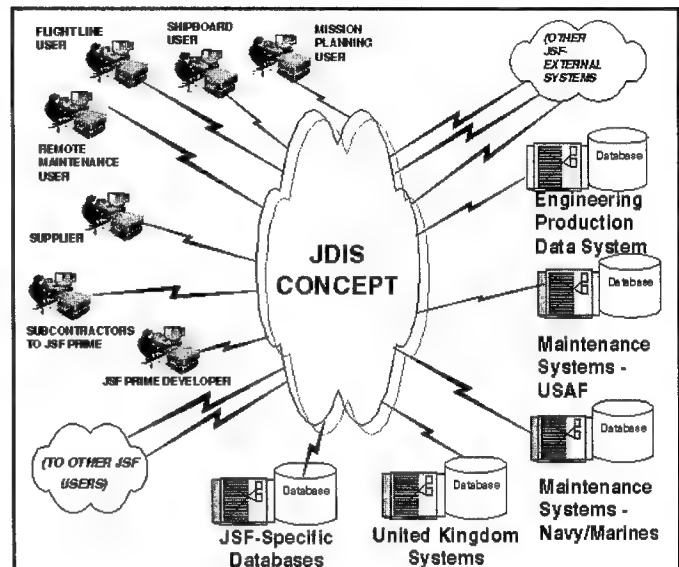 FLIGHT LINE
USER
SHIPBOARD
USER
MISSION
PLANNING
USER
(OTHER
JSF-
EXTERNAL
SYSTEMS
REMOTE
MAINTENANCE
USER
Database
Engineering
Production
Data System
SUPPLIER
JDIS
CONCEPT
Database
Maintenance
Systems -
USAF
SUBCONTRACTORS
TO JSF PRIME
JSF PRIME DEVELOPER
Database
Maintenance
Systems -
Navy/Marines
(TO OTHER JSF
USERS)
Database
JSF-Specific
Databases
Database
United Kingdom
Systems